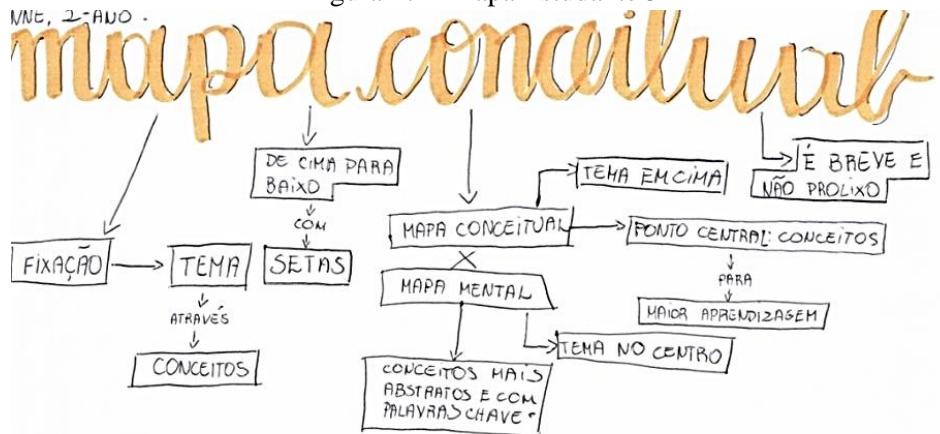 NNE, 2-ANO.
mapa conceitual
DE CIMA PARA
BAIXO
COM
SETAS
FIXAÇÃO
TEMA
ATRAVÉS
CONCEITOS
MAPA CONCEITUAL
X
MAPA MENTAL
TEMA EM CIMA
PONTO CENTRAL: CONCEITOS
PARA
MAIOR APRENDIZAGEM
TEMA NO CENTRO
CONCEITOS MAIS
ABSTRATOS E COM
PALAVRAS CHAVE
É BREVE E
NÃO PROLIXO